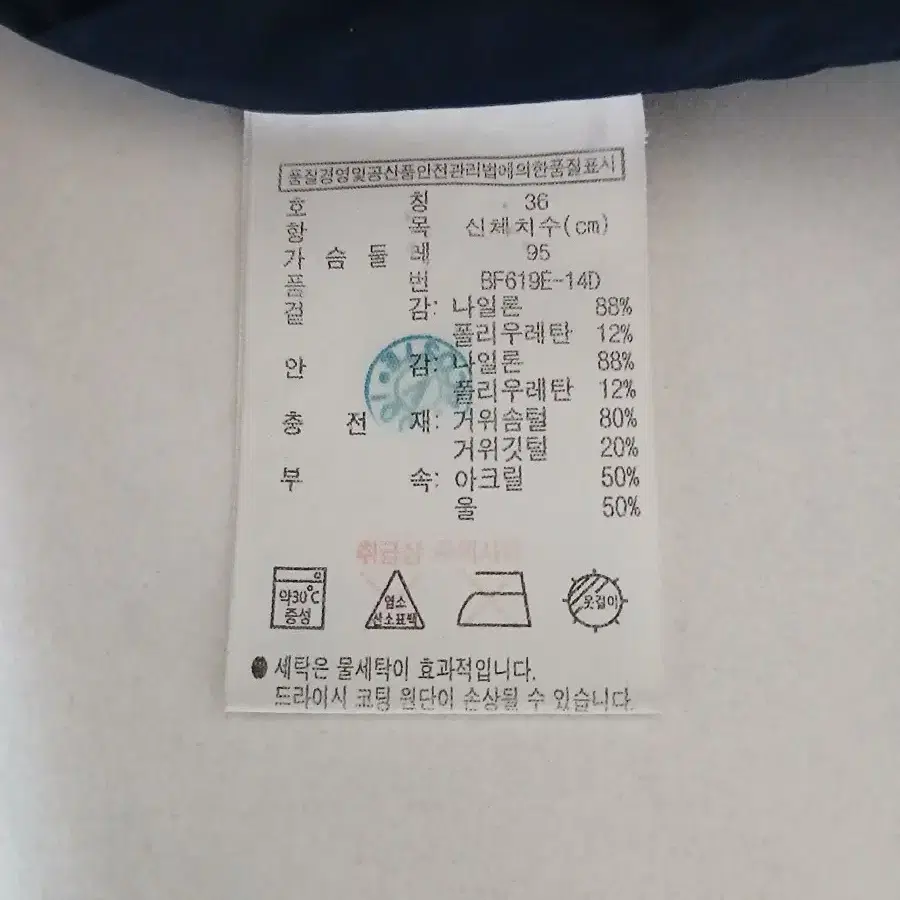 품질경영및공산품안전관리법에의한품질표시
호 칭 36
항 목 신체치수(cm)
가 슴 둘 레 95
품 번 BF619E-14D
겉 감: 나일론 88%
폴리우레탄 12%
안 감: 나일론 88%
폴리우레탄 12%
충 전 재: 거위솜털 80%
거위깃털 20%
부 속: 아크릴 50%
울 50%
취급상
약30℃
중성
염소
산소표백
옷걸이
세탁은 물세탁이 효과적입니다.
드라이시 코팅 원단이 손상될 수 있습니다.